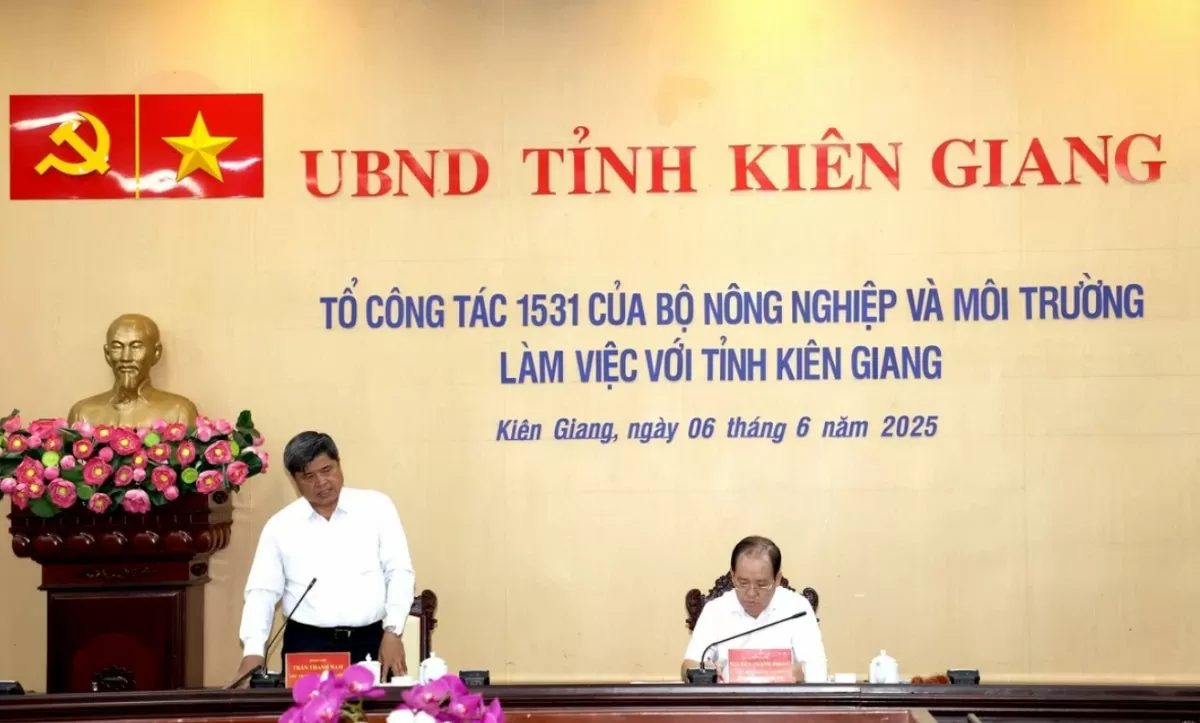 UBND TỈNH KIÊN GIANG
TỔ CÔNG TÁC 1531 CỦA BỘ NÔNG NGHIỆP VÀ MÔI TRƯỜNG
LÀM VIỆC VỚI TỈNH KIÊN GIANG
Kiên Giang, ngày 06 tháng 6 năm 2025
TRẦN THANH NAM